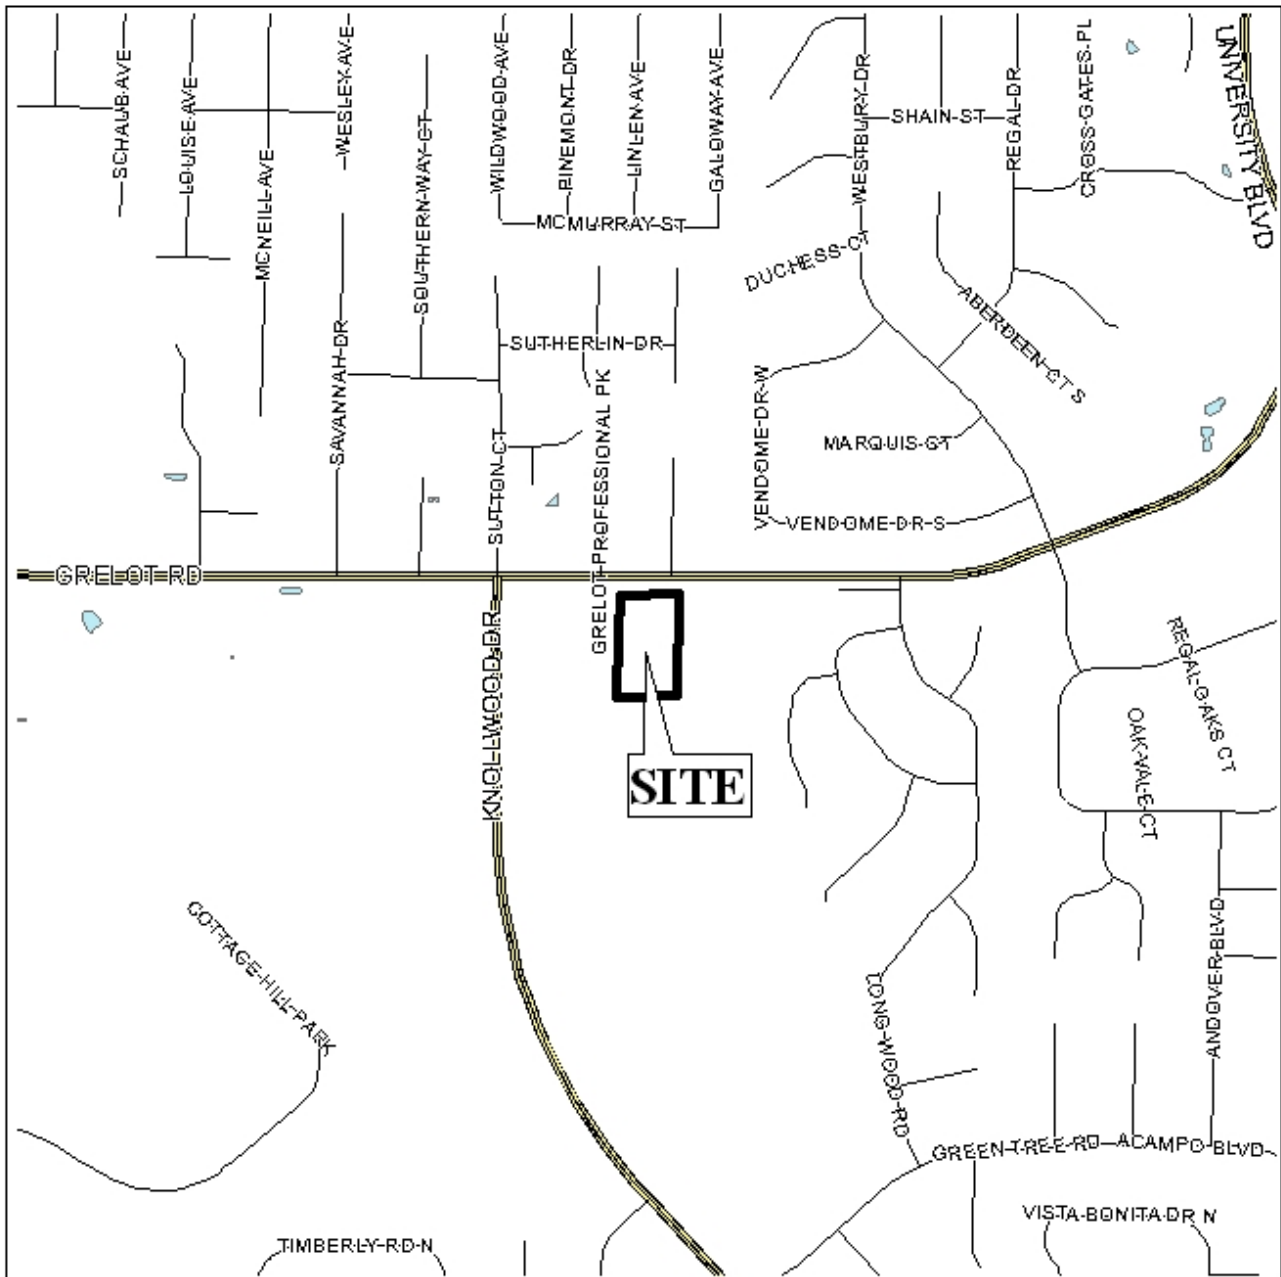 SCHAUB AVE
LOUISE AVE
MCNEILL AVE
WESLEY AVE
SOUTHERN WAY CT
WILDWOOD AVE
PINEMONT DR
LINLEN AVE
GALOWAY AVE
MCMURRAY ST
WESTBURY DR
SHAIN ST
REGAL DR
CROSS GATES PL
UNIVERSITY BLVD
DUCHESS CT
ABERDEEN CT S
SAVANNAH DR
SUTHERLIN DR
GRELOT PROFESSIONAL PK
SUTTON CT
VENDOME DR W
MARQUIS CT
VENDOME DR S
GRELOT RD
KNOLLWOOD DR
REGAL OAKS CT
OAK VALE CT
SITE
COTTAGE HILL PARK
LONG WOOD RD
ANDOVER BLVD
GREEN TREE RD
ACAMPO BLVD
VISTA BONITA DR N
TIMBERLY RD N